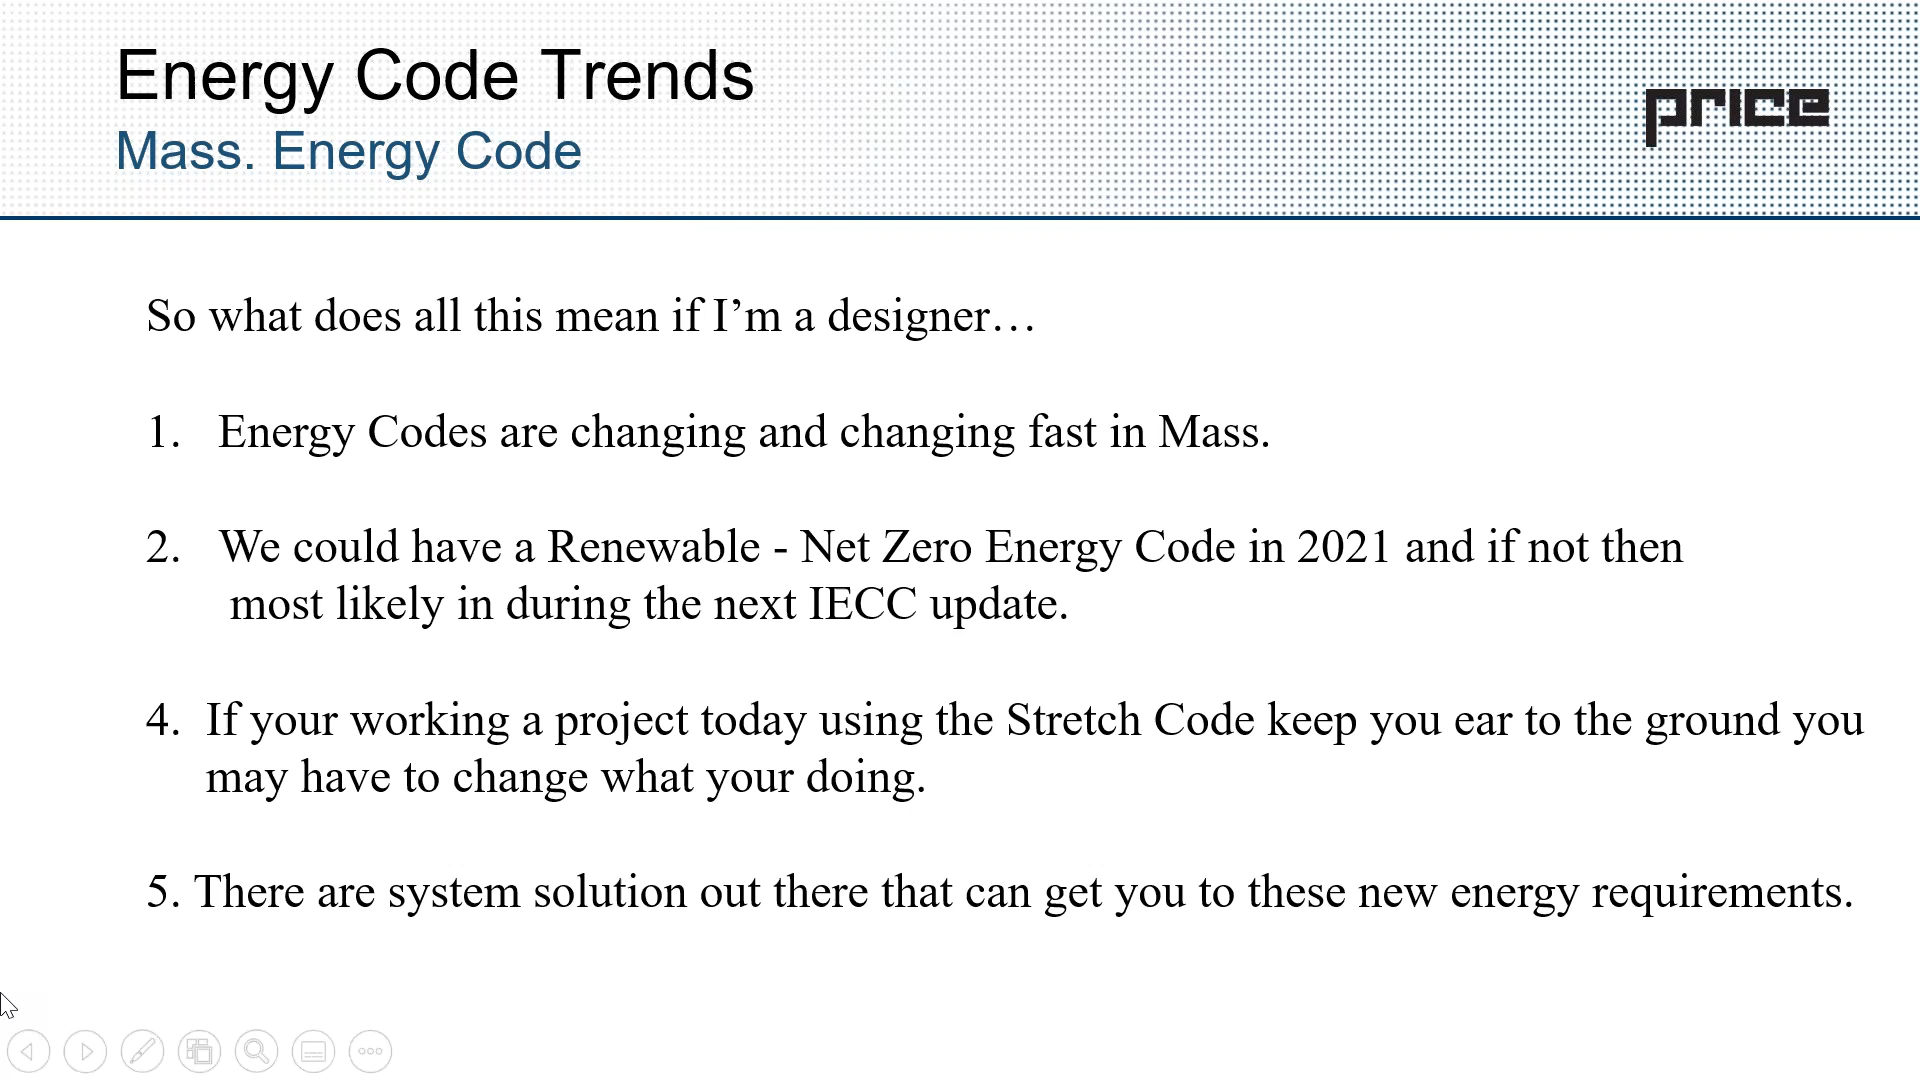 Energy Code Trends
Mass. Energy Code
price
So what does all this mean if I’m a designer…
1. Energy Codes are changing and changing fast in Mass.
2. We could have a Renewable - Net Zero Energy Code in 2021 and if not then
most likely in during the next IECC update.
4. If your working a project today using the Stretch Code keep you ear to the ground you
may have to change what your doing.
5. There are system solution out there that can get you to these new energy requirements.